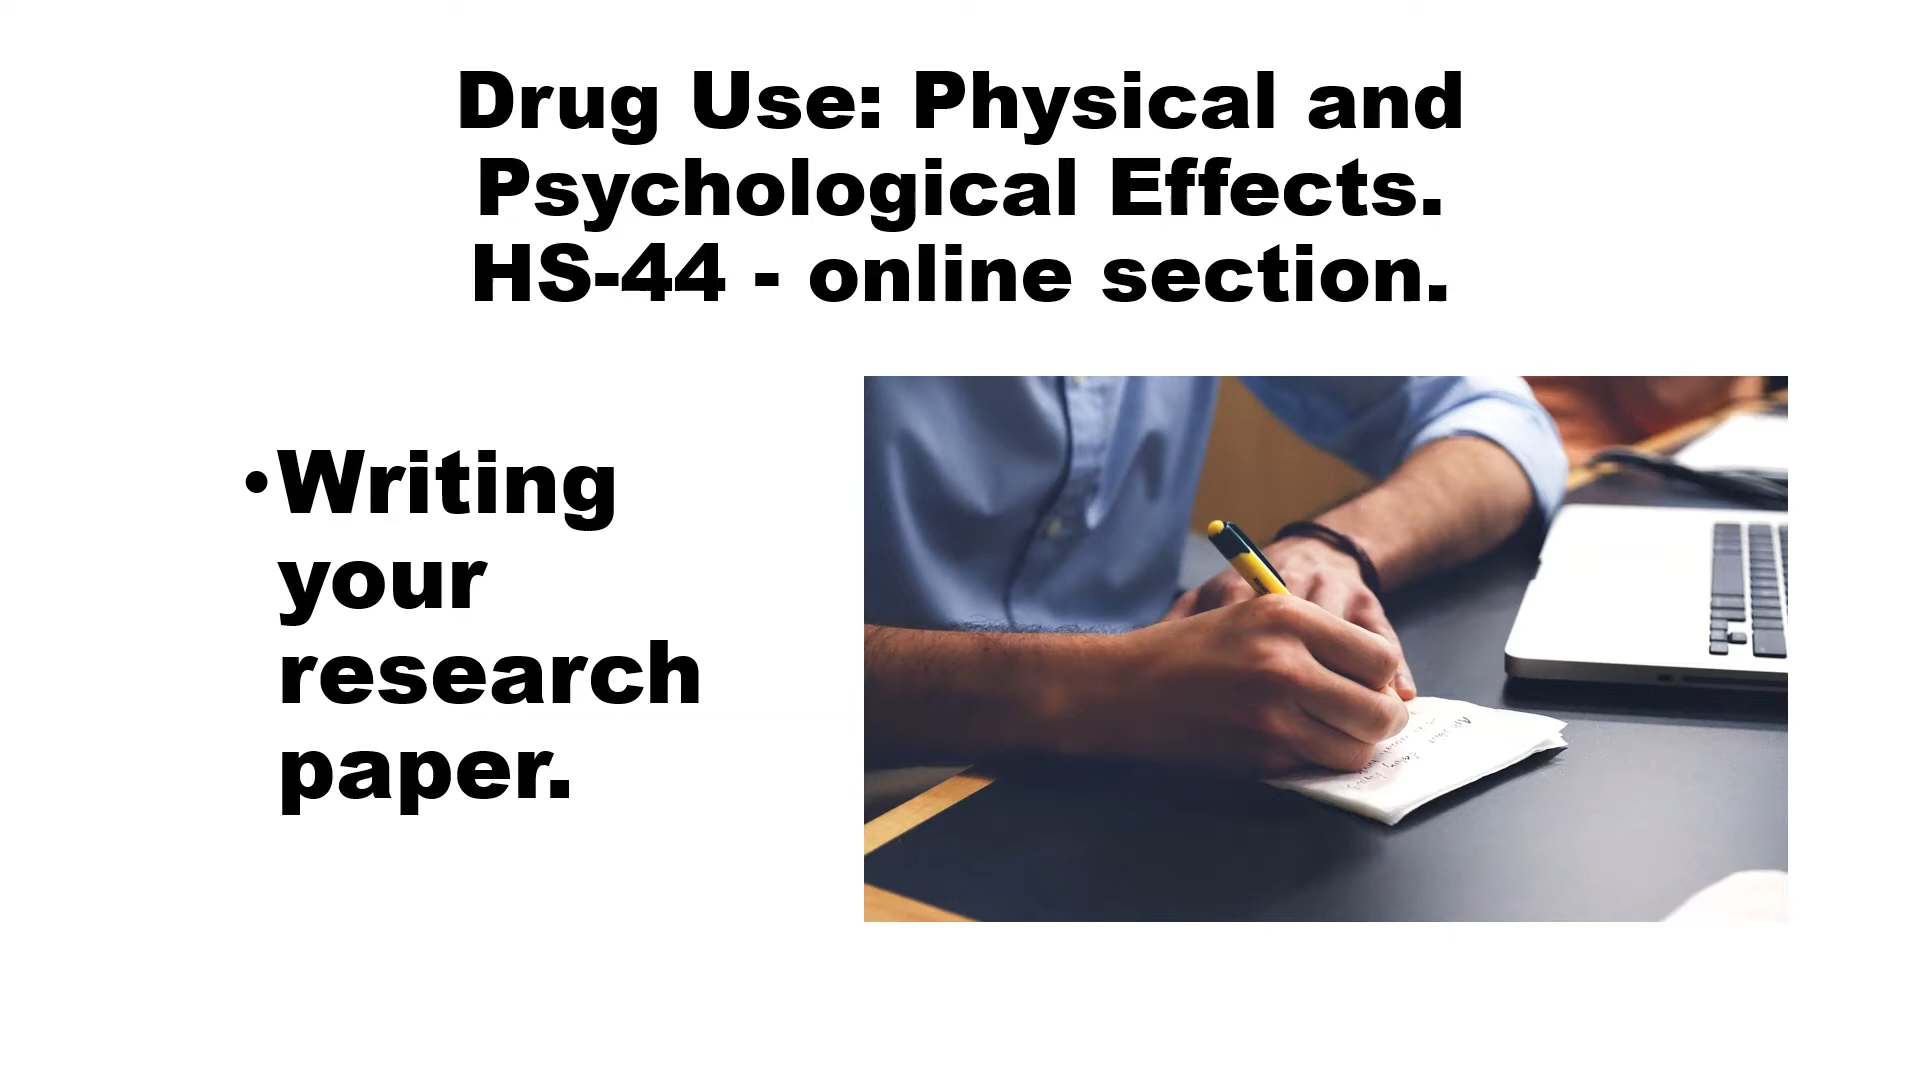 Drug Use: Physical and
Psychological Effects.
HS-44 - online section.
•Writing
your
research
paper.